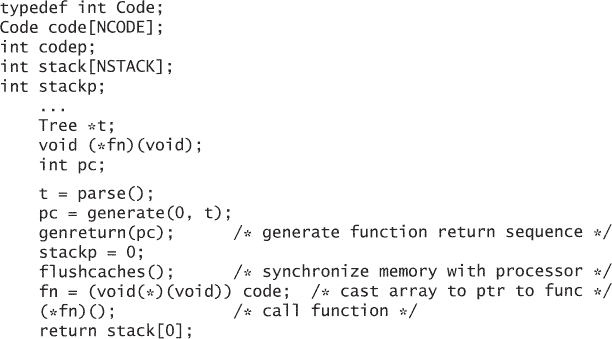 typedef int Code;
Code code[NCODE];
int codep;
int stack[NSTACK];
int stackp;
    ...
    Tree *t;
    void (*fn)(void);
    int pc;
    t = parse();
    pc = generate(0, t);
    genreturn(pc);      /* generate function return sequence */
    stackp = 0;
    flushcaches();      /* synchronize memory with processor */
    fn = (void(*)(void)) code;  /* cast array to ptr to func */
    (*fn)();            /* call function */
    return stack[0];